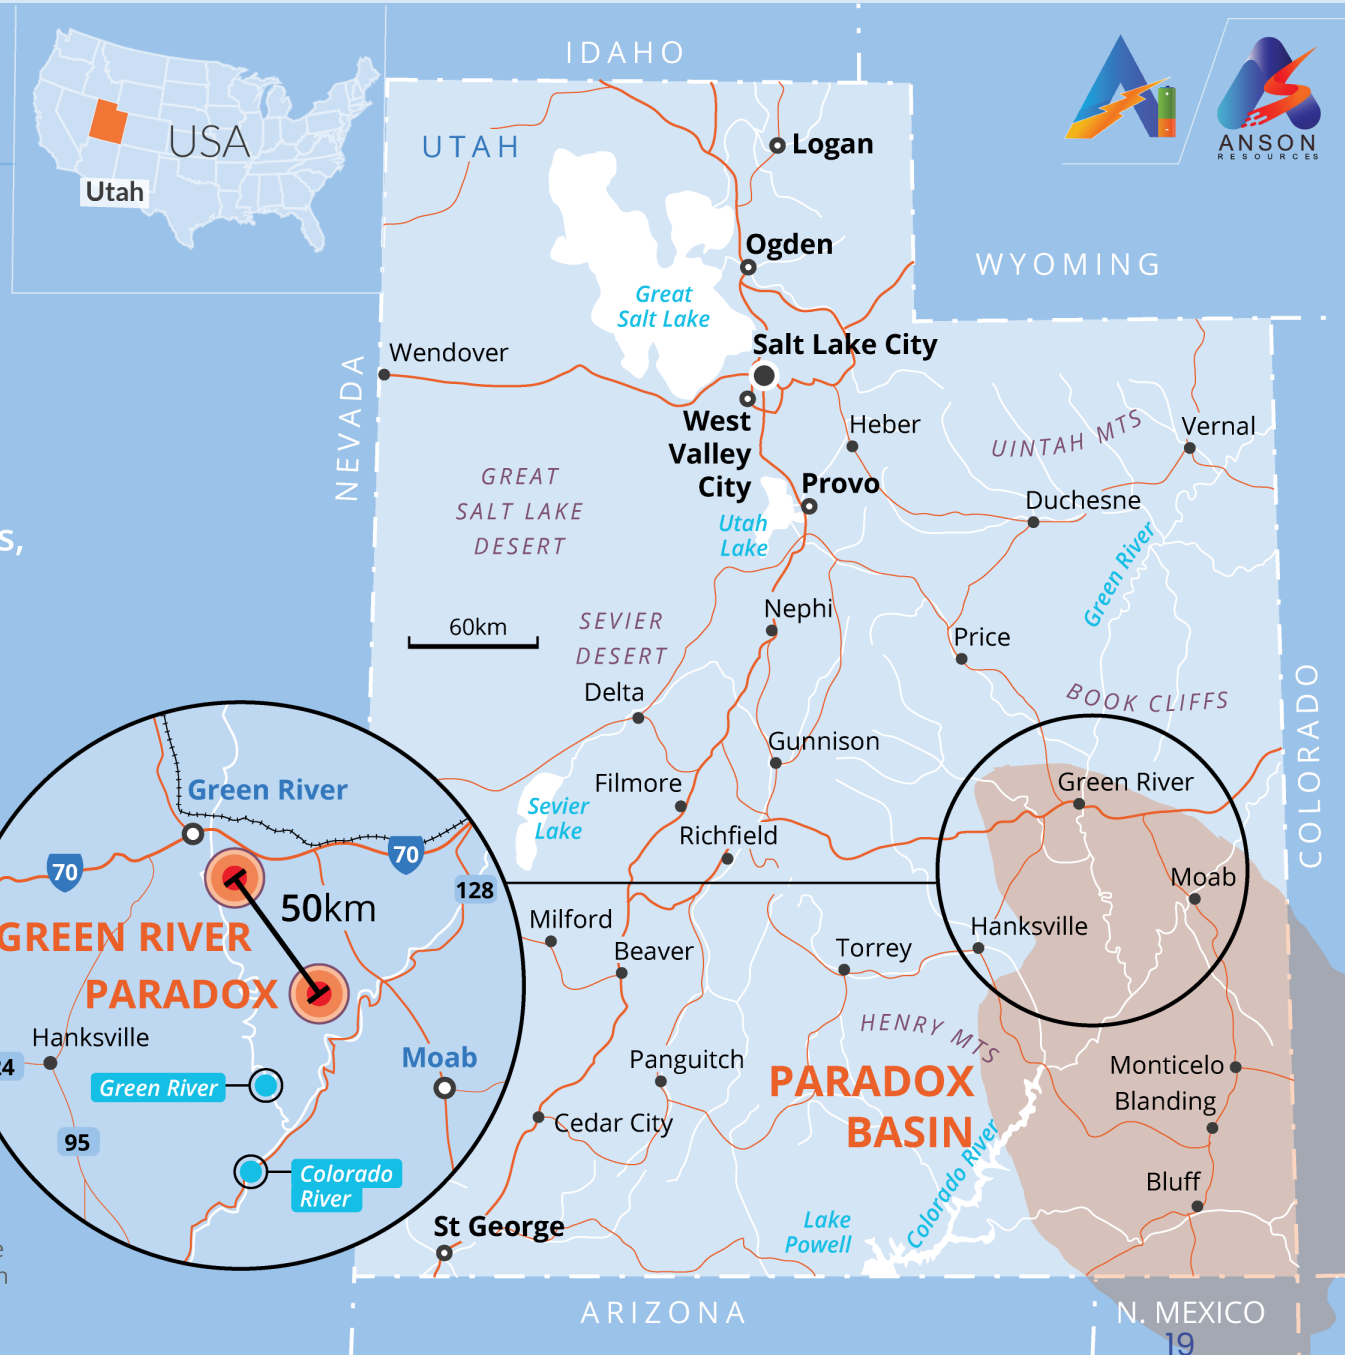 IDAHO
USA
Utah
UTAH
Logan
ANSON
RESOURCES
Ogden
WYOMING
Great
Salt Lake
Salt Lake City
Wendover
NEVADA
West
Valley
City
Heber
UINTAH MTS
Vernal
GREAT
SALT LAKE
DESERT
Provo
Duchesne
Utah
Lake
s,
Green River
60km
SEVIER
DESERT
Nephi
Price
Delta
BOOK CLIFFS
COLORADO
Gunnison
Filmore
Green River
Sevier
Lake
Richfield
Moab
Milford
Hanksville
Beaver
Torrey
HENRY MTS
Panguitch
PARADOX
BASIN
Monticelo
Blanding
Cedar City
Colorado River
Bluff
St George
Lake
Powell
Green River
70
70
128
50km
GREEN RIVER
PARADOX
Hanksville
24
Moab
Green River
95
Colorado
River
e
n
ARIZONA
N. MEXICO
19